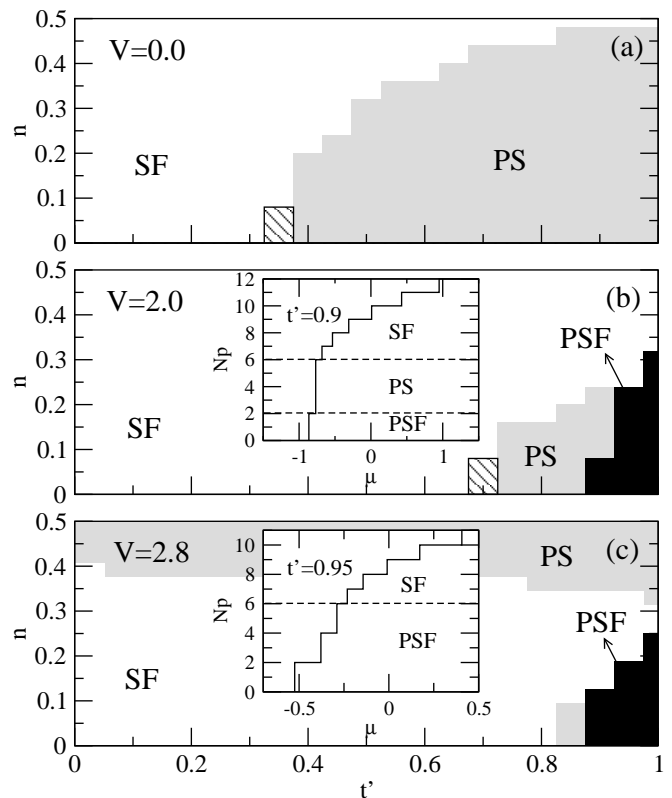 0.5
V=0.0
(a)
0.4
0.3
n
0.2
SF
PS
0.1
0
0.5
12
V=2.0
(b)
10
t'=0.9
0.4
8
SF
PSF
0.3
Np
6
n
4
PS
0.2
2
SF
PSF
0
PS
0.1
-1 0 1
μ
0
0.5
V=2.8
10
(c)
PS
0.4
t'=0.95
8
SF
0.3
Np
6
PSF
n
4
PSF
0.2
2
SF
0
0.1
-0.5 0 0.5
μ
0
0 0.2 0.4 0.6 0.8 1
t'